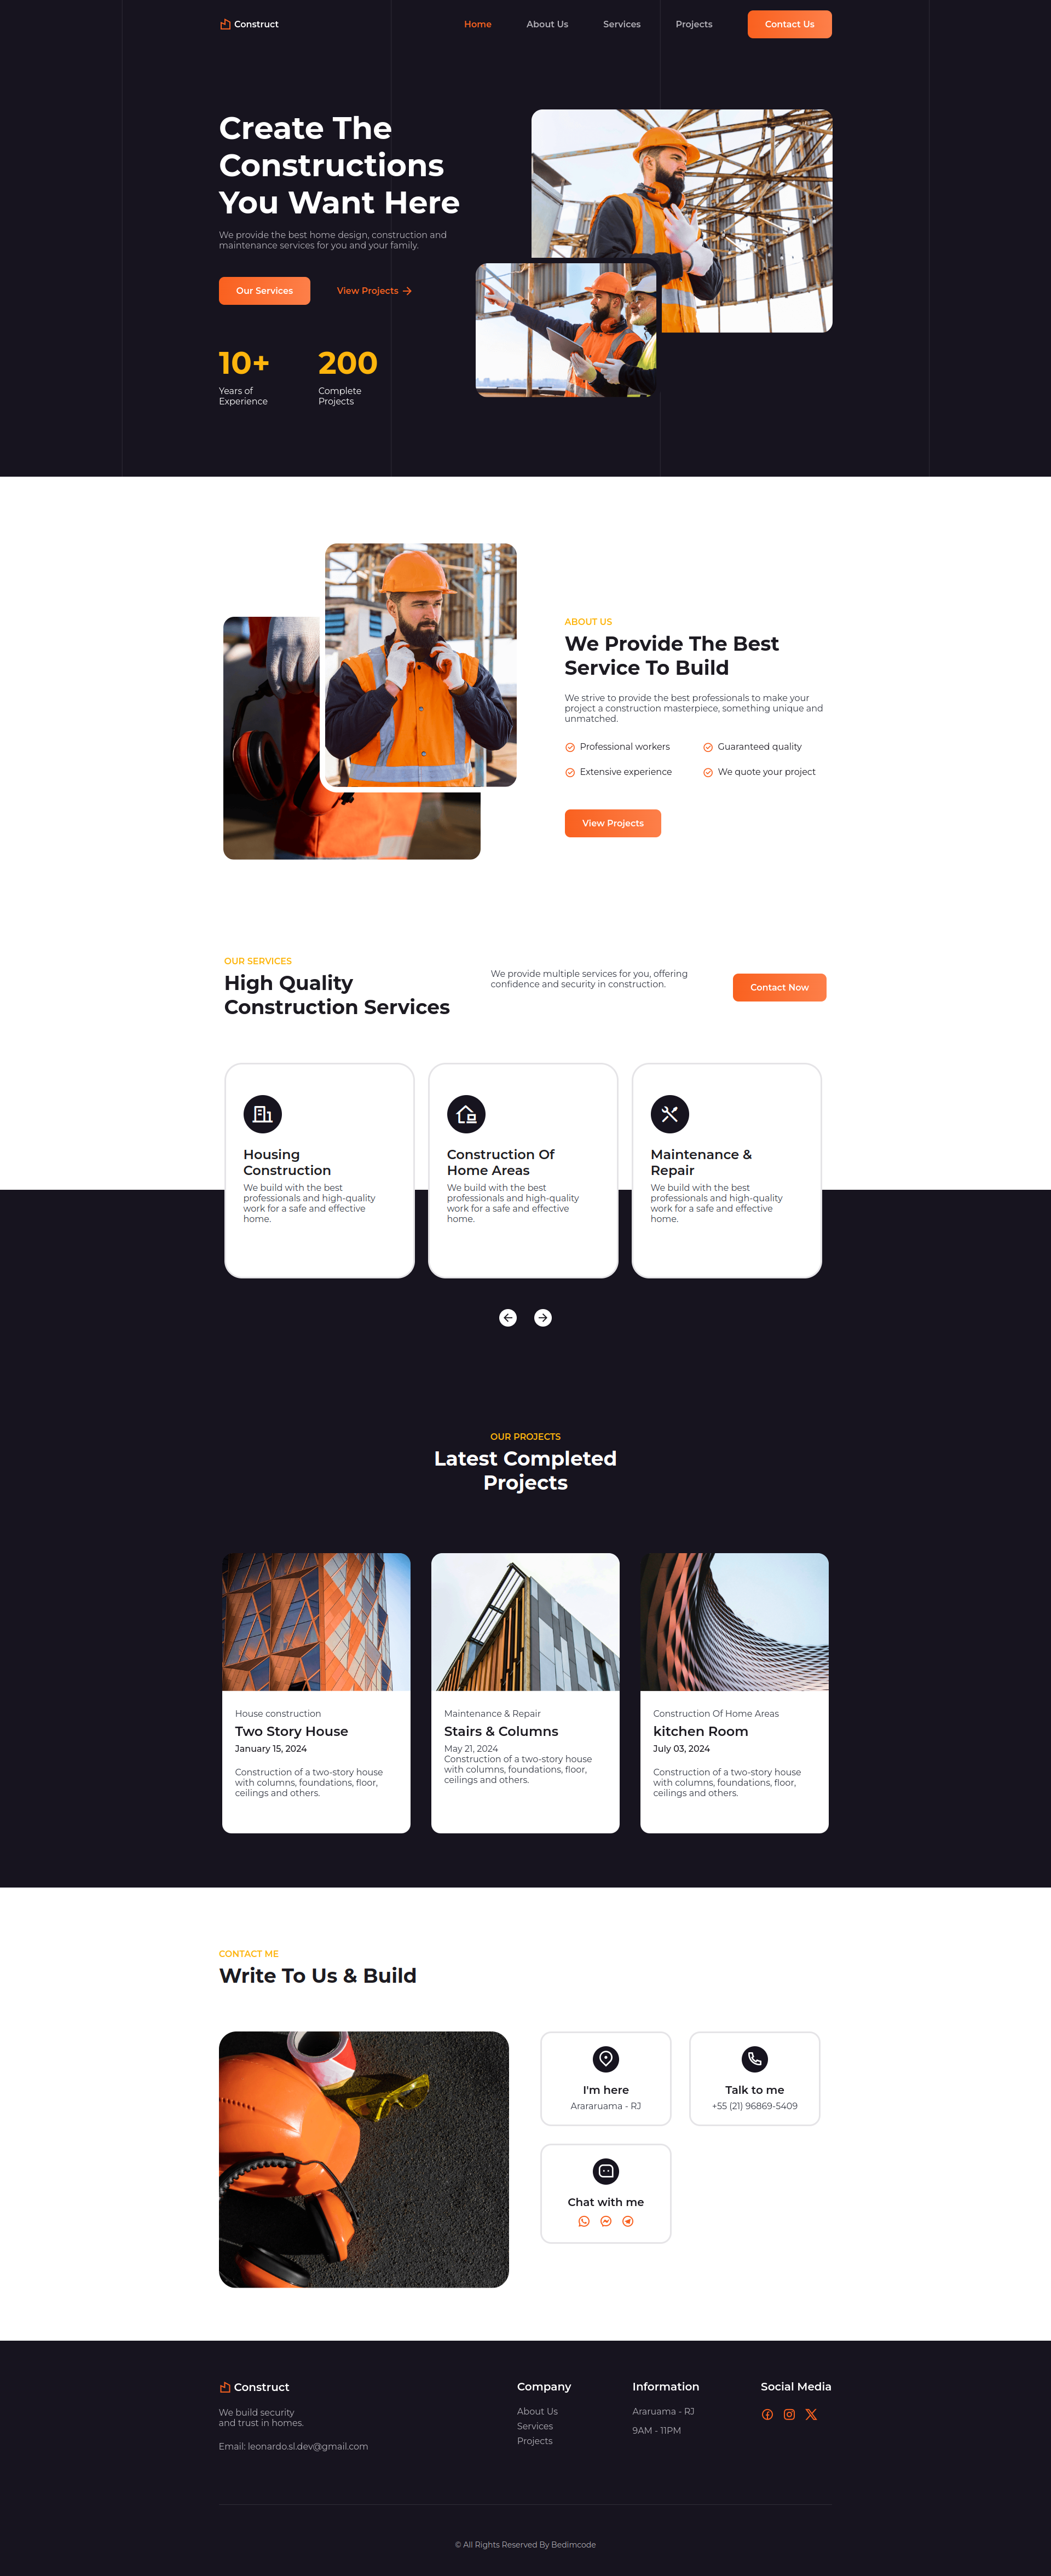 Construct
Home
About Us
Services
Projects
Contact Us
Create The
Constructions
You Want Here
We provide the best home design, construction and
maintenance services for you and your family.
Our Services
View Projects
10+
200
Years of
Experience
Complete
Projects
ABOUT US
We Provide The Best
Service To Build
We strive to provide the best professionals to make your
project a construction masterpiece, something unique and
unmatched.
Professional workers
Guaranteed quality
Extensive experience
We quote your project
View Projects
OUR SERVICES
High Quality
Construction Services
We provide multiple services for you, offering
confidence and security in construction.
Contact Now
Housing
Construction
We build with the best
professionals and high-quality
work for a safe and effective
home.
Construction Of
Home Areas
We build with the best
professionals and high-quality
work for a safe and effective
home.
Maintenance &
Repair
We build with the best
professionals and high-quality
work for a safe and effective
home.
OUR PROJECTS
Latest Completed
Projects
House construction
Two Story House
January 15, 2024
Construction of a two-story house
with columns, foundations, floor,
ceilings and others.
Maintenance & Repair
Stairs & Columns
May 21, 2024
Construction of a two-story house
with columns, foundations, floor,
ceilings and others.
Construction Of Home Areas
kitchen Room
July 03, 2024
Construction of a two-story house
with columns, foundations, floor,
ceilings and others.
CONTACT ME
Write To Us & Build
I'm here
Arararuama - RJ
Talk to me
+55 (21) 96869-5409
Chat with me
Construct
We build security
and trust in homes.
Email: leonardo.sl.dev@gmail.com
Company
About Us
Services
Projects
Information
Araruama - RJ
9AM - 11PM
Social Media
© All Rights Reserved By Bedimcode